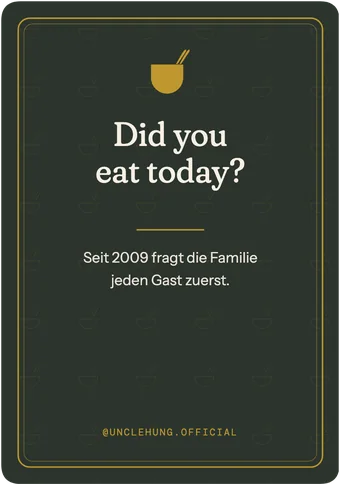 Did you
eat today?
Seit 2009 fragt die Familie
jeden Gast zuerst.
@UNCLEHUNG.OFFICIAL